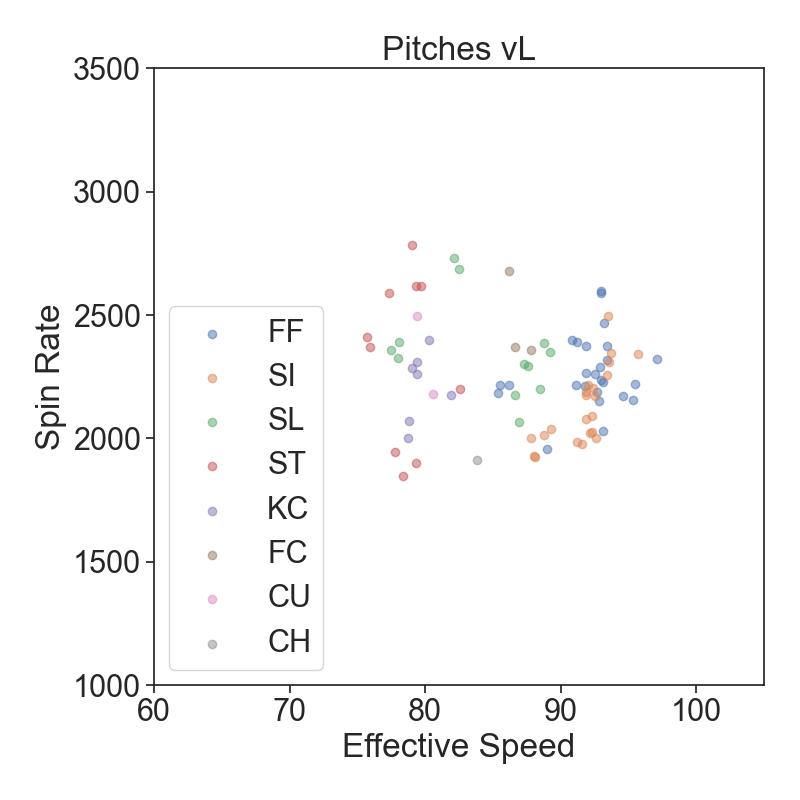 Pitches vL
3500
3000
2500
2000
1500
1000
Spin Rate
FF
SI
SL
ST
KC
FC
CU
CH
60 70 80 90 100
Effective Speed